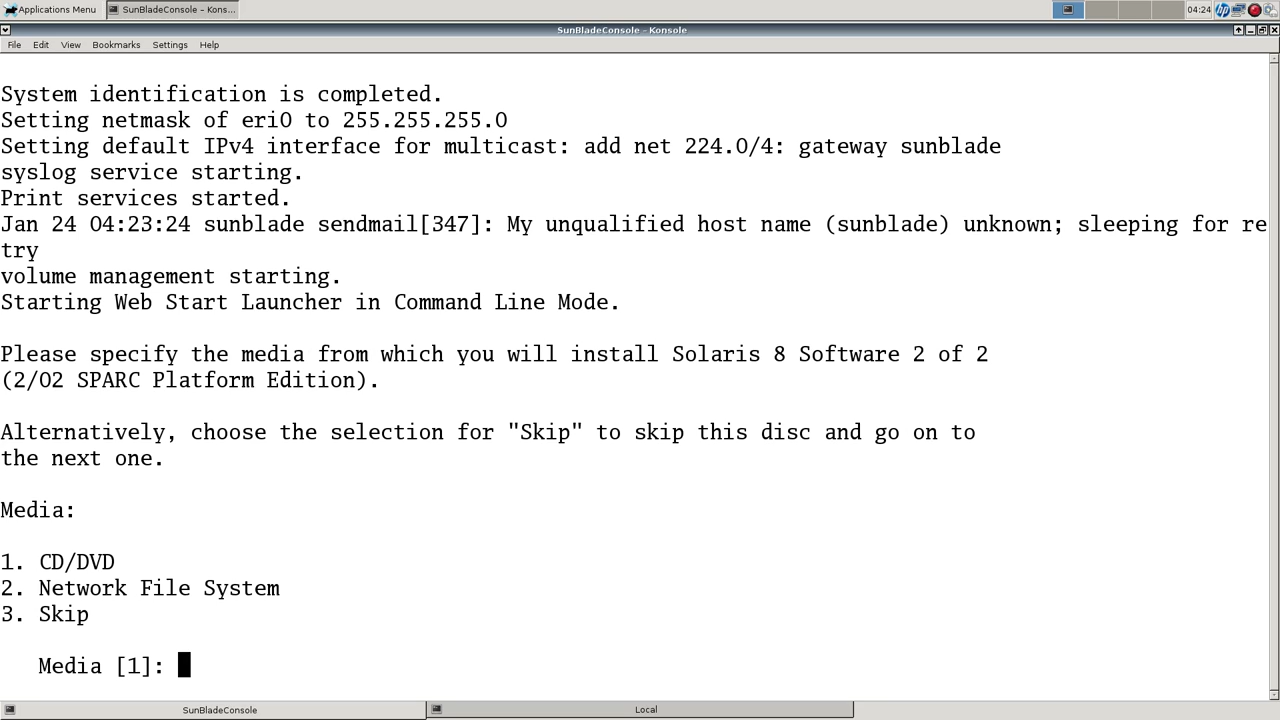 Applications Menu
SunBladeConsole - Kons...
04:24
SunBladeConsole - Konsole
File Edit View Bookmarks Settings Help
System identification is completed.
Setting netmask of eri0 to 255.255.255.0
Setting default IPv4 interface for multicast: add net 224.0/4: gateway sunblade
syslog service starting.
Print services started.
Jan 24 04:23:24 sunblade sendmail[347]: My unqualified host name (sunblade) unknown; sleeping for re
try
volume management starting.
Starting Web Start Launcher in Command Line Mode.
Please specify the media from which you will install Solaris 8 Software 2 of 2
(2/02 SPARC Platform Edition).
Alternatively, choose the selection for "Skip" to skip this disc and go on to
the next one.
Media:
1. CD/DVD
2. Network File System
3. Skip
Media [1]:
SunBladeConsole
Local